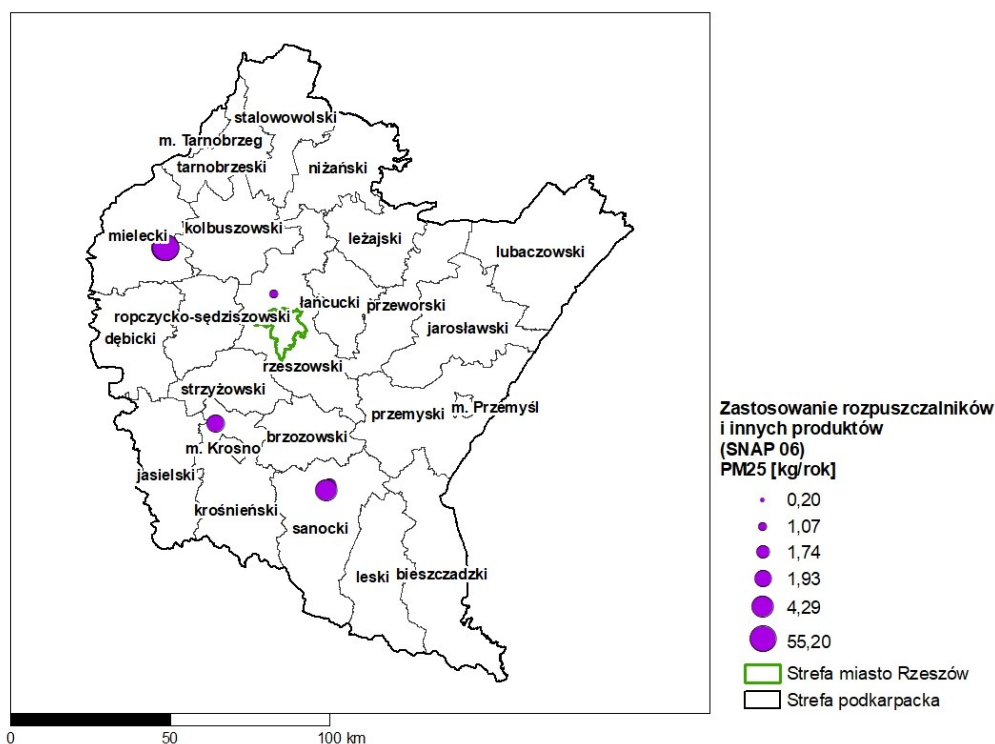 stalowowolski
m. Tarnobrzeg
tarnobrzeski
niżański
mielecki
kolbuszowski
leżajski
lubaczowski
łańcucki
przeworski
ropczycko-sędziszowski
dębicki
jarosławski
rzeszowski
strzyżowski
przemyski
m. Przemyśl
brzozowski
m. Krosno
jasielski
krośnieński
sanocki
leski
bieszczadzki
Zastosowanie rozpuszczalników
i innych produktów
(SNAP 06)
PM25 [kg/rok]
0,20
1,07
1,74
1,93
4,29
55,20
Strefa miasto Rzeszów
Strefa podkarpacka
0 50 100 km